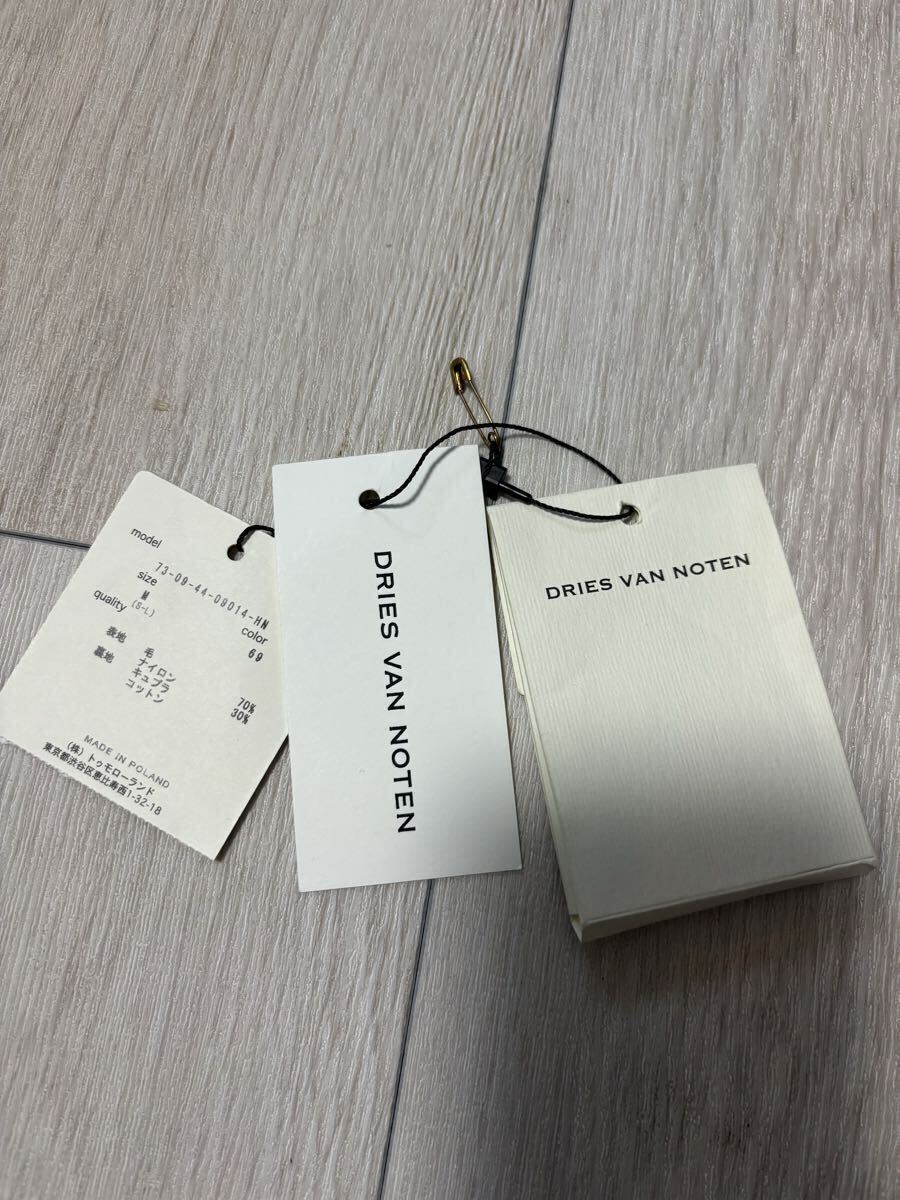 model
73-09-44-09014-HN
size color
M 69
(S-L)
quality
表地 毛
ナイロン
裏地 キュプラ 70%
コットン 30%
MADE IN POLAND
(株)トゥモローランド
東京都渋谷区恵比寿西1-32-18
DRIES VAN NOTEN
DRIES VAN NOTEN